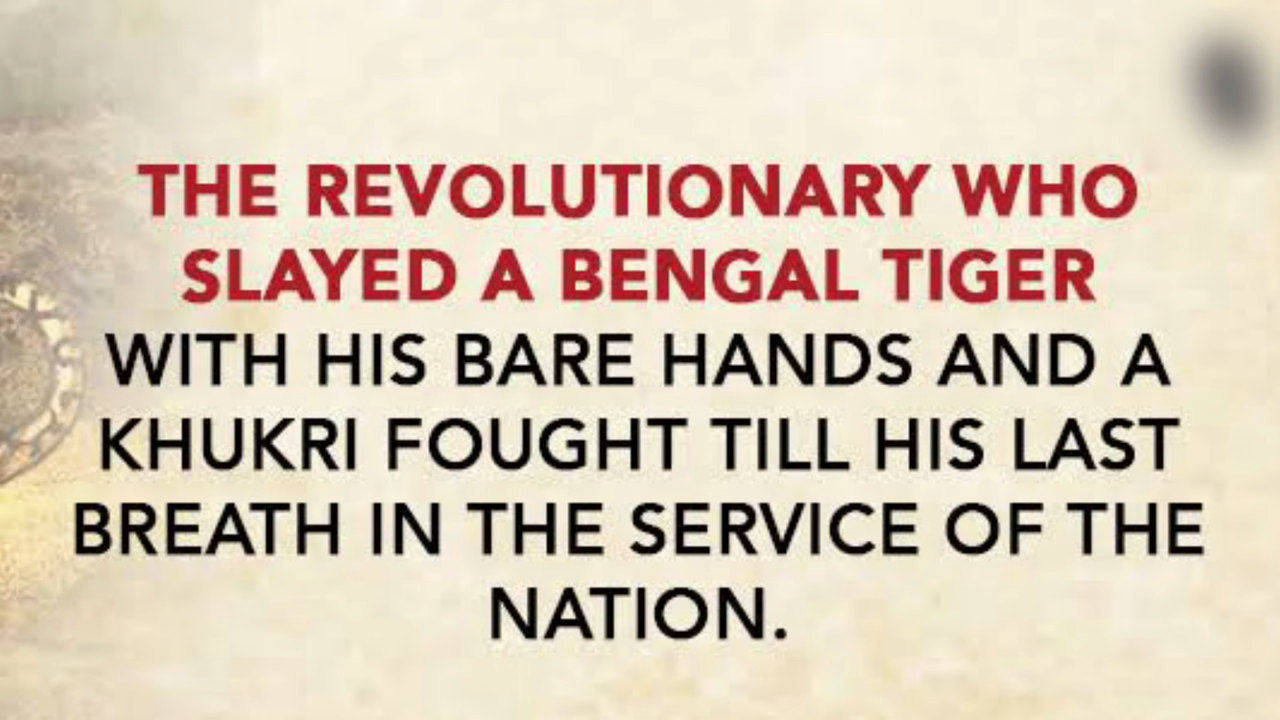 THE REVOLUTIONARY WHO
SLAYED A BENGAL TIGER
WITH HIS BARE HANDS AND A
KHUKRI FOUGHT TILL HIS LAST
BREATH IN THE SERVICE OF THE
NATION.